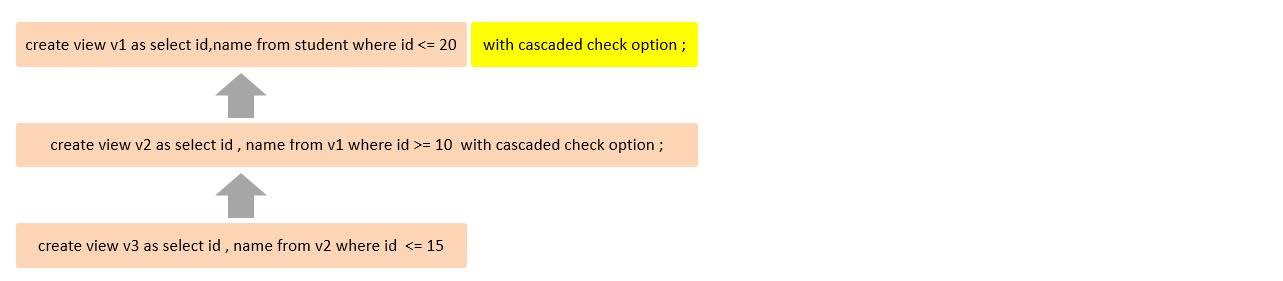 create view v1 as select id,name from student where id <= 20 with cascaded check option ;
create view v2 as select id , name from v1 where id >= 10 with cascaded check option ;
create view v3 as select id , name from v2 where id <= 15